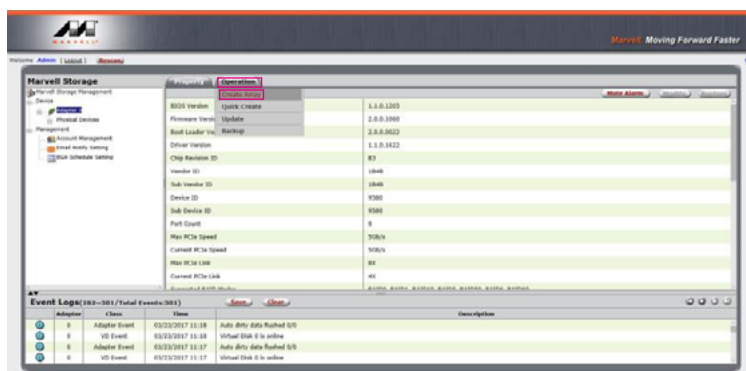 MARVELL
Marvell. Moving Forward Faster
Welcome Admin [ Logout ] Rescan
Marvell Storage
Marvell Storage Management
Device
Adapter 0
Physical Devices
Management
Account Management
Email Notify Setting
BGA Schedule Setting
Property Operation
Mute Alarm
Create Array
Quick Create
Update
Backup
BIOS Version 1.1.0.1205
Firmware 2.0.0.1060
Boot Loader 2.0.0.0022
Driver Version 1.1.0.1622
Chip Revision ID B3
Vendor ID 1B4B
Sub Vendor ID 1B4B
Device ID 9580
Sub Device ID 9580
Port Count 8
Max PCIe Speed 5Gb/s
Current PCIe Speed 5Gb/s
Max PCIe Link 8X
Current PCIe Link 4X
Event Logs(282~301/Total Events:301) Save Clear
Adapter Class Time Description
0 Adapter Event 03/23/2017 11:18 Auto dirty data flushed 0/0
0 VD Event 03/23/2017 11:18 Virtual Disk 0 is online
0 Adapter Event 03/23/2017 11:17 Auto dirty data flushed 0/0
0 VD Event 03/23/2017 11:17 Virtual Disk 0 is online